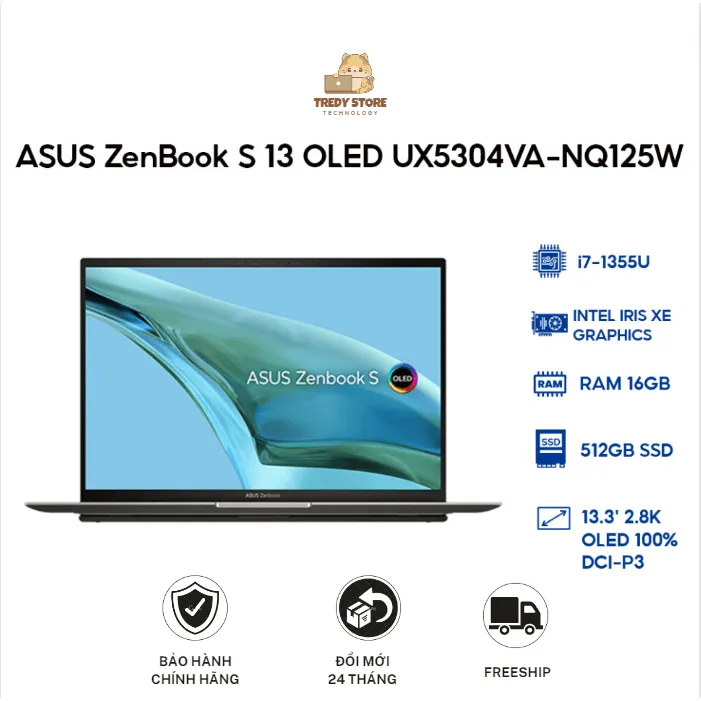 TREDY STORE
TECHNOLOGY
ASUS ZenBook S 13 OLED UX5304VA-NQ125W
i7-1355U
INTEL IRIS XE
GRAPHICS
RAM
RAM 16GB
ASUS Zenbook S
OLED
SSD
512GB SSD
ASUS Zenbook
13.3' 2.8K
OLED 100%
DCI-P3
BẢO HÀNH
CHÍNH HÃNG
ĐỔI MỚI
24 THÁNG
FREESHIP